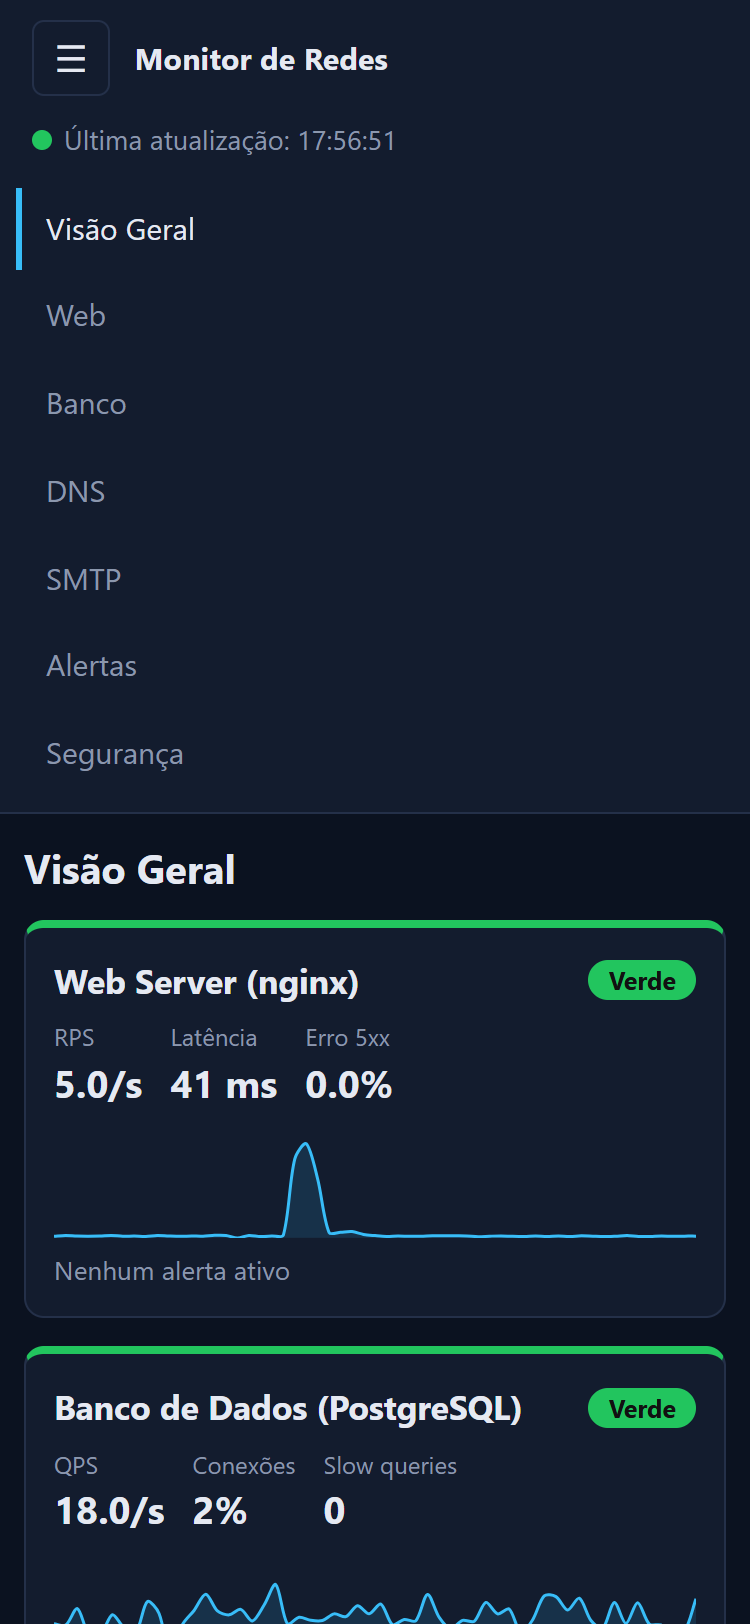 ☰ Monitor de Redes
Última atualização: 17:56:51
Visão Geral
Web
Banco
DNS
SMTP
Alertas
Segurança
Visão Geral
Web Server (nginx) Verde
RPS Latência Erro 5xx
5.0/s 41 ms 0.0%
Nenhum alerta ativo
Banco de Dados (PostgreSQL) Verde
QPS Conexões Slow queries
18.0/s 2% 0